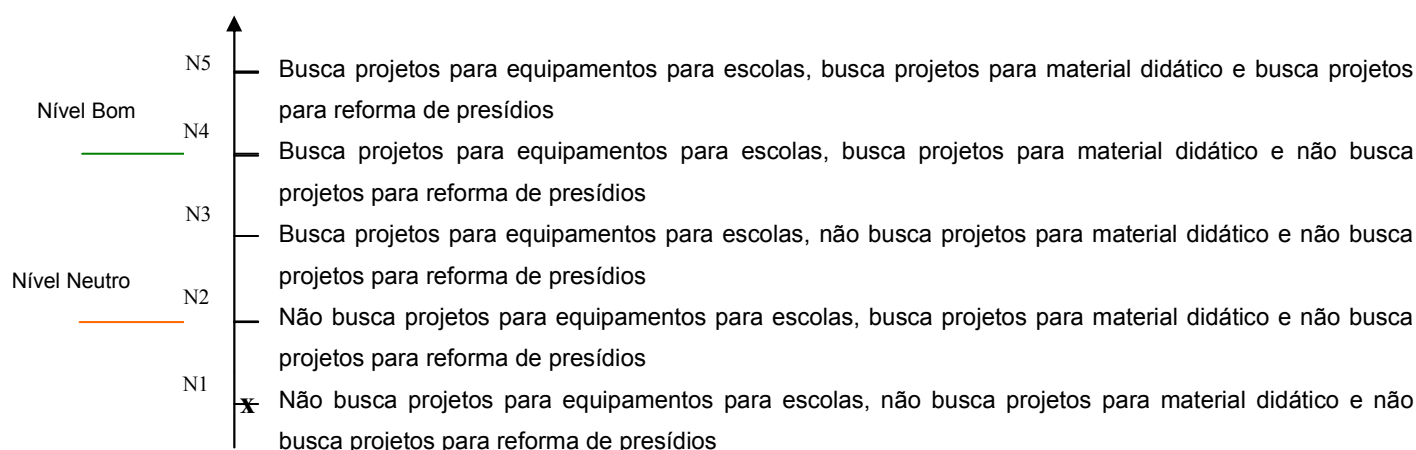 N5
Busca projetos para equipamentos para escolas, busca projetos para material didático e busca projetos
para reforma de presídios
Nível Bom
N4
Busca projetos para equipamentos para escolas, busca projetos para material didático e não busca
projetos para reforma de presídios
N3
Busca projetos para equipamentos para escolas, não busca projetos para material didático e não busca
projetos para reforma de presídios
Nível Neutro
N2
Não busca projetos para equipamentos para escolas, busca projetos para material didático e não busca
projetos para reforma de presídios
N1
x
Não busca projetos para equipamentos para escolas, não busca projetos para material didático e não
busca projetos para reforma de presídios